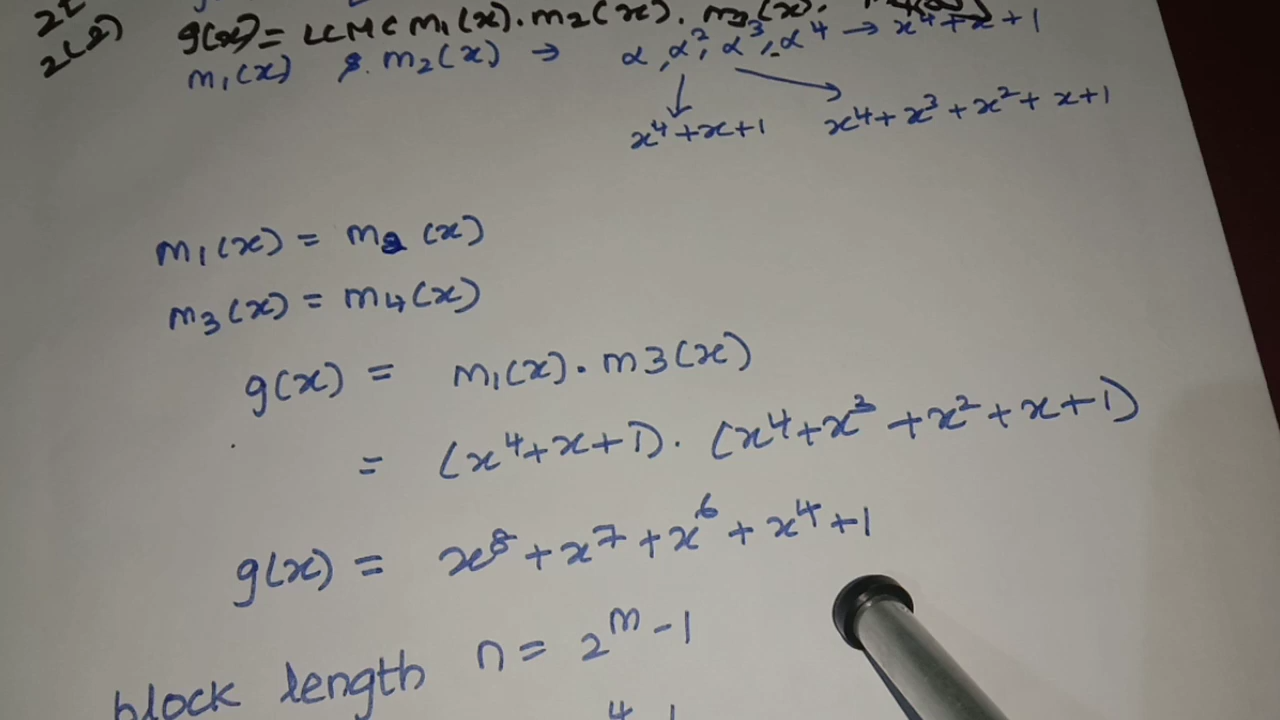 g(x) = LCM ( m₁(x). m₂(x). m₃(x).
m₁(x) & m₂(x) → α, α², α³, α⁴ → x⁴+x+1
x⁴+x+1 x⁴+x³+x²+x+1
m₁(x) = m₂(x)
m₃(x) = m₄(x)
g(x) = m₁(x). m3(x)
= (x⁴+x+1). (x⁴+x³+x²+x+1)
g(x) = x⁸+x⁷+x⁶+x⁴+1
block length n = 2ᵐ-1